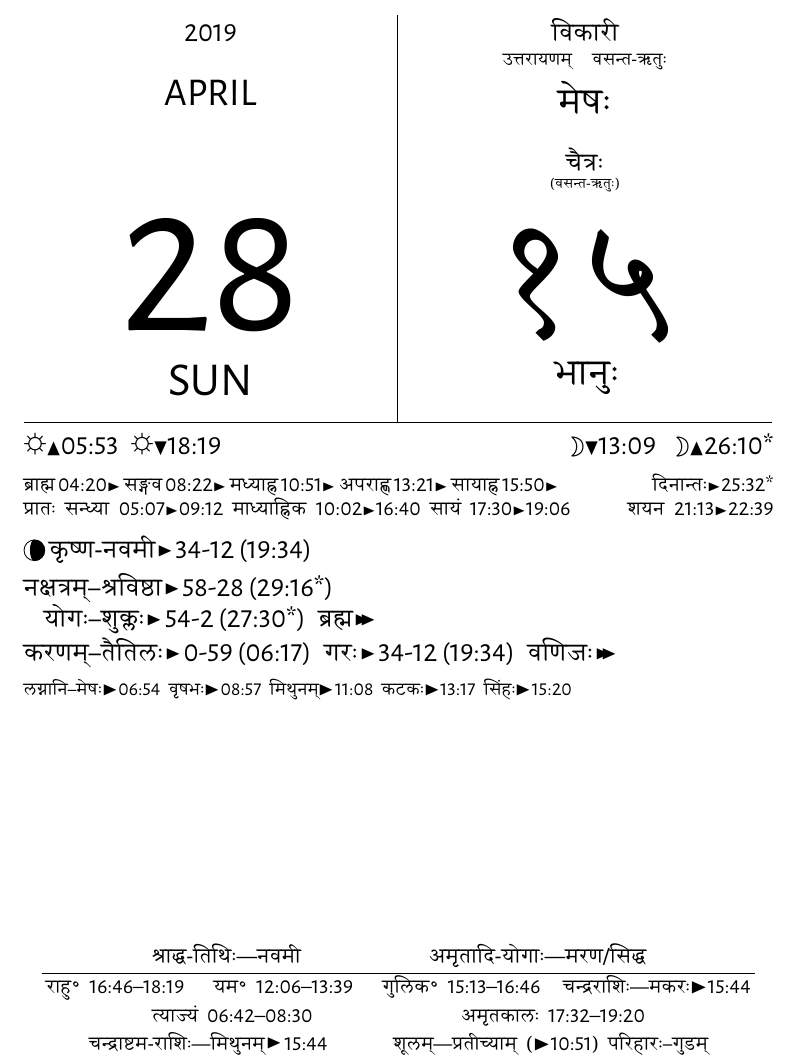 2019
APRIL
28
SUN
विकारी
उत्तरायणम् वसन्त-ऋतुः
मेषः
चैत्रः
(वसन्त-ऋतुः)
१५
भानुः
☼▲05:53 ☼▼18:19 ☽▼13:09 ☽▲26:10*
ब्राह्म 04:20► सङ्गव 08:22► मध्याह्न 10:51► अपराह्ण 13:21► सायाह्न 15:50► दिनान्तः►25:32*
प्रातः सन्ध्या 05:07►09:12 माध्याह्निक 10:02►16:40 सायं 17:30►19:06 शयन 21:13►22:39
कृष्ण-नवमी►34-12 (19:34)
नक्षत्रम्–श्रविष्ठा►58-28 (29:16*)
योगः–शुक्लः►54-2 (27:30*) ब्रह्म►►
करणम्–तैतिलः►0-59 (06:17) गरः►34-12 (19:34) वणिजः►►
लग्नानि–मेषः►06:54 वृषभः►08:57 मिथुनम्►11:08 कटकः►13:17 सिंहः►15:20
श्राद्ध-तिथिः—नवमी अमृतादि-योगाः—मरण/सिद्ध
राहु॰ 16:46–18:19 यम॰ 12:06–13:39 गुलिक॰ 15:13–16:46 चन्द्रराशिः—मकरः►15:44
त्याज्यं 06:42–08:30 अमृतकालः 17:32–19:20
चन्द्राष्टम-राशिः—मिथुनम्►15:44 शूलम्—प्रतीच्याम् (►10:51) परिहारः–गुडम्